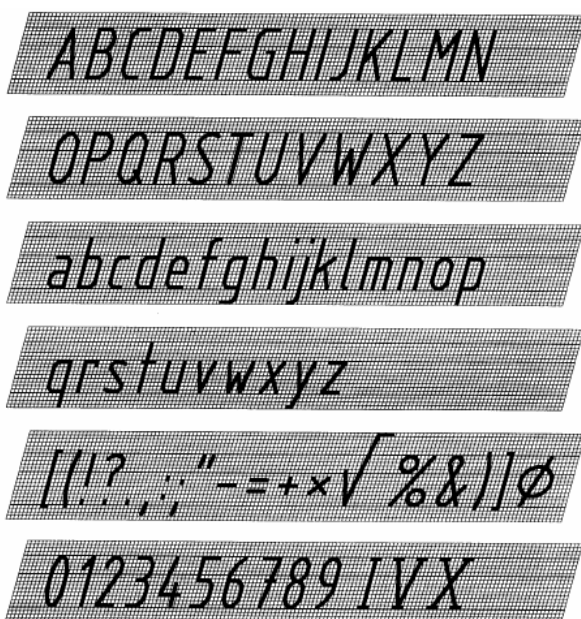 ABCDEFGHIJKLMN
OPQRSTUVWXYZ
abcdefghijklmnop
qrstuvwxyz
[(!?.,:;"-=+×√%&)]Ø
0123456789 IVX